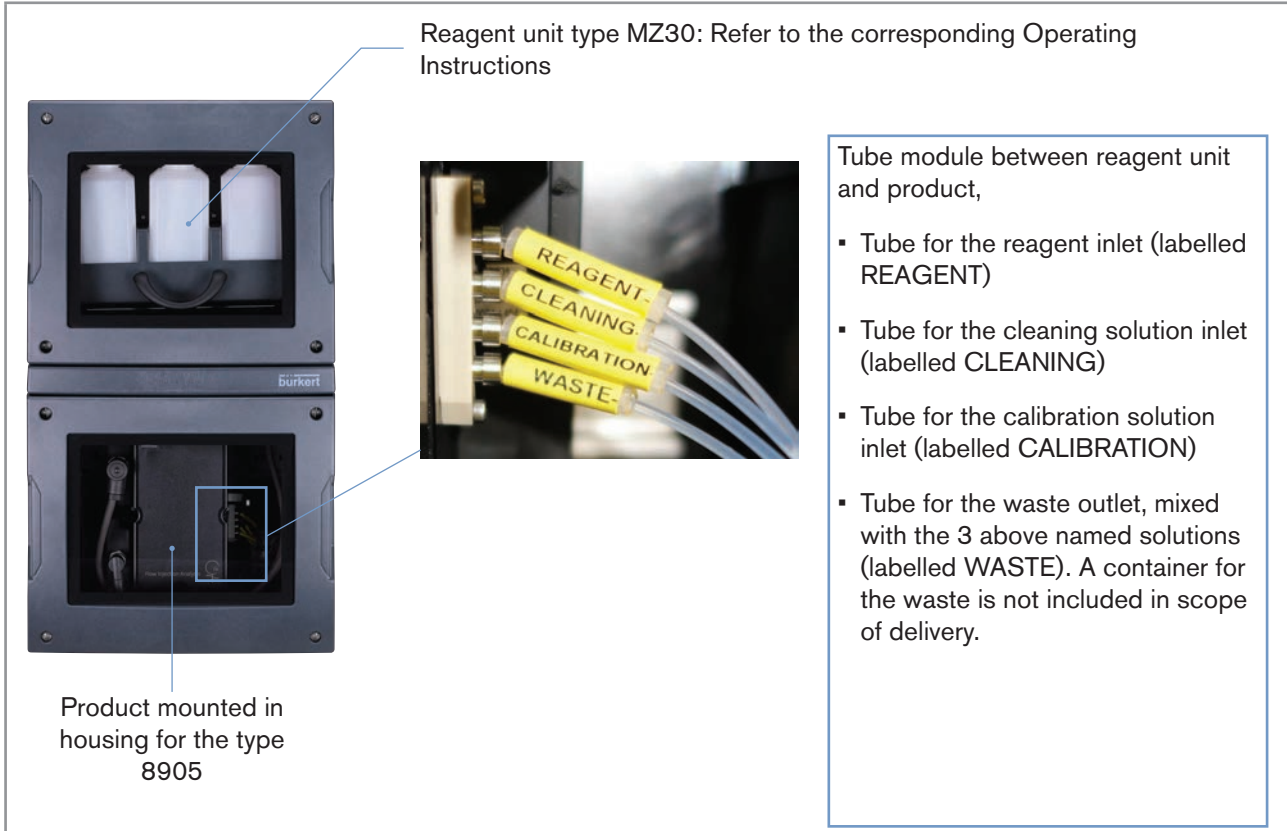 Reagent unit type MZ30: Refer to the corresponding Operating
Instructions
bürkert
Product mounted in
housing for the type
8905
REAGENT-
CLEANING-
CALIBRATION
WASTE-
Tube module between reagent unit
and product,
▪ Tube for the reagent inlet (labelled
REAGENT)
▪ Tube for the cleaning solution inlet
(labelled CLEANING)
▪ Tube for the calibration solution
inlet (labelled CALIBRATION)
▪ Tube for the waste outlet, mixed
with the 3 above named solutions
(labelled WASTE). A container for
the waste is not included in scope
of delivery.